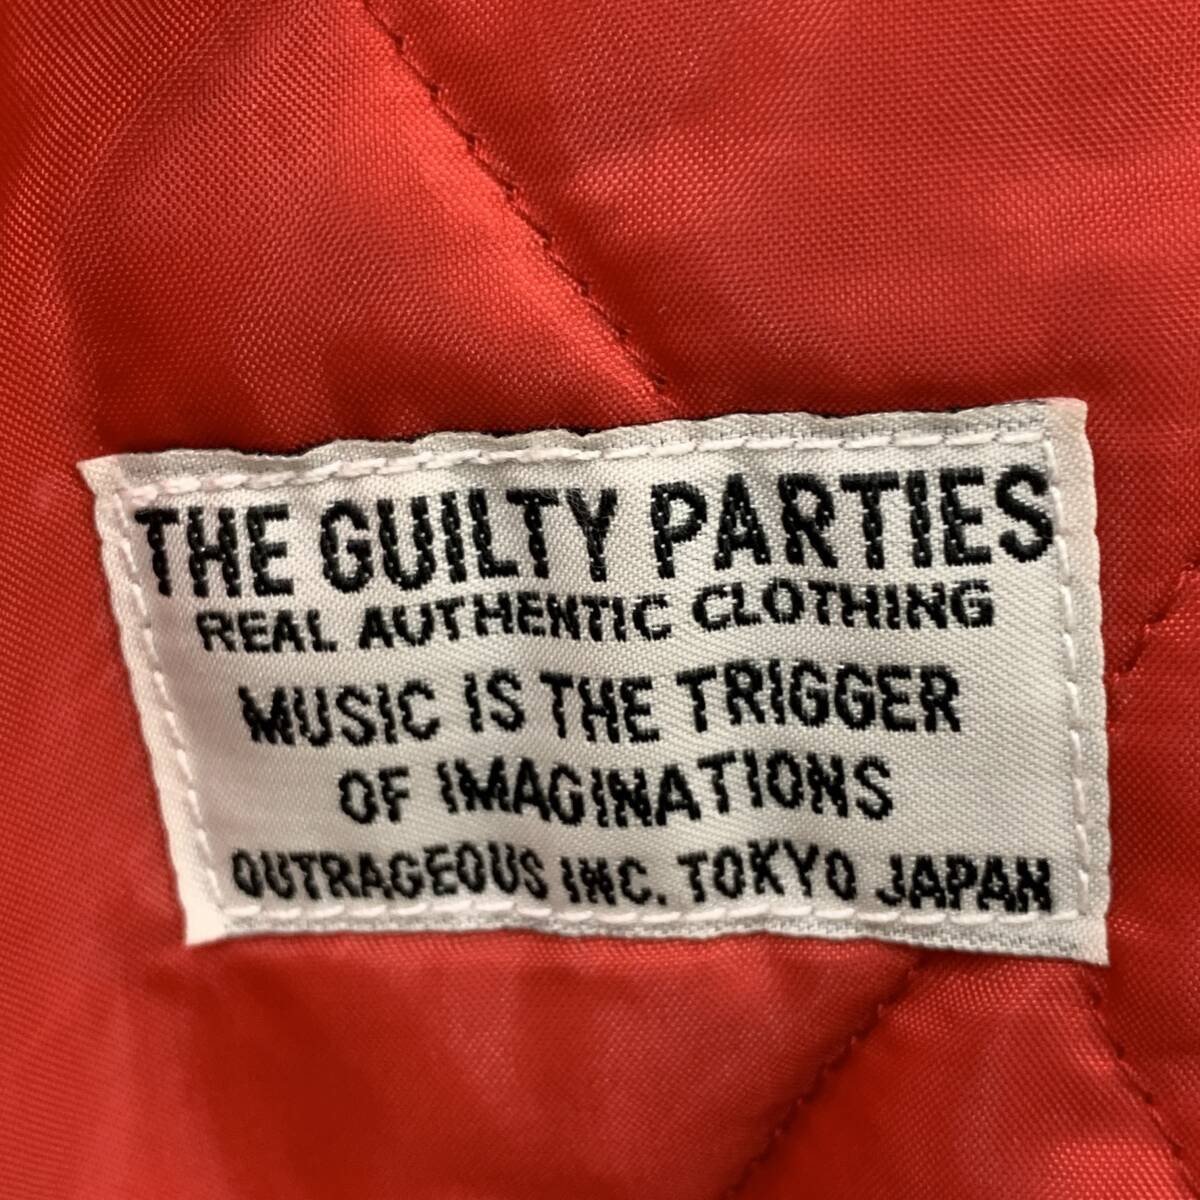 THE GUILTY PARTIES
REAL AUTHENTIC CLOTHING
MUSIC IS THE TRIGGER
OF IMAGINATIONS
OUTRAGEOUS INC. TOKYO JAPAN